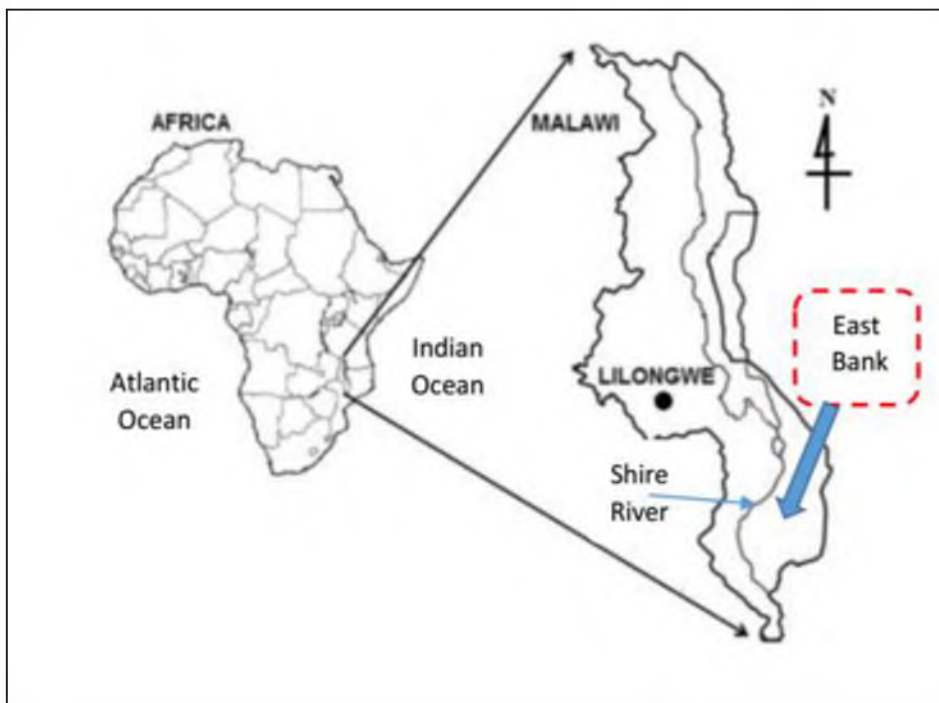 AFRICA
MALAWI
N
East
Bank
Indian
Ocean
Atlantic
Ocean
LILONGWE
Shire
River